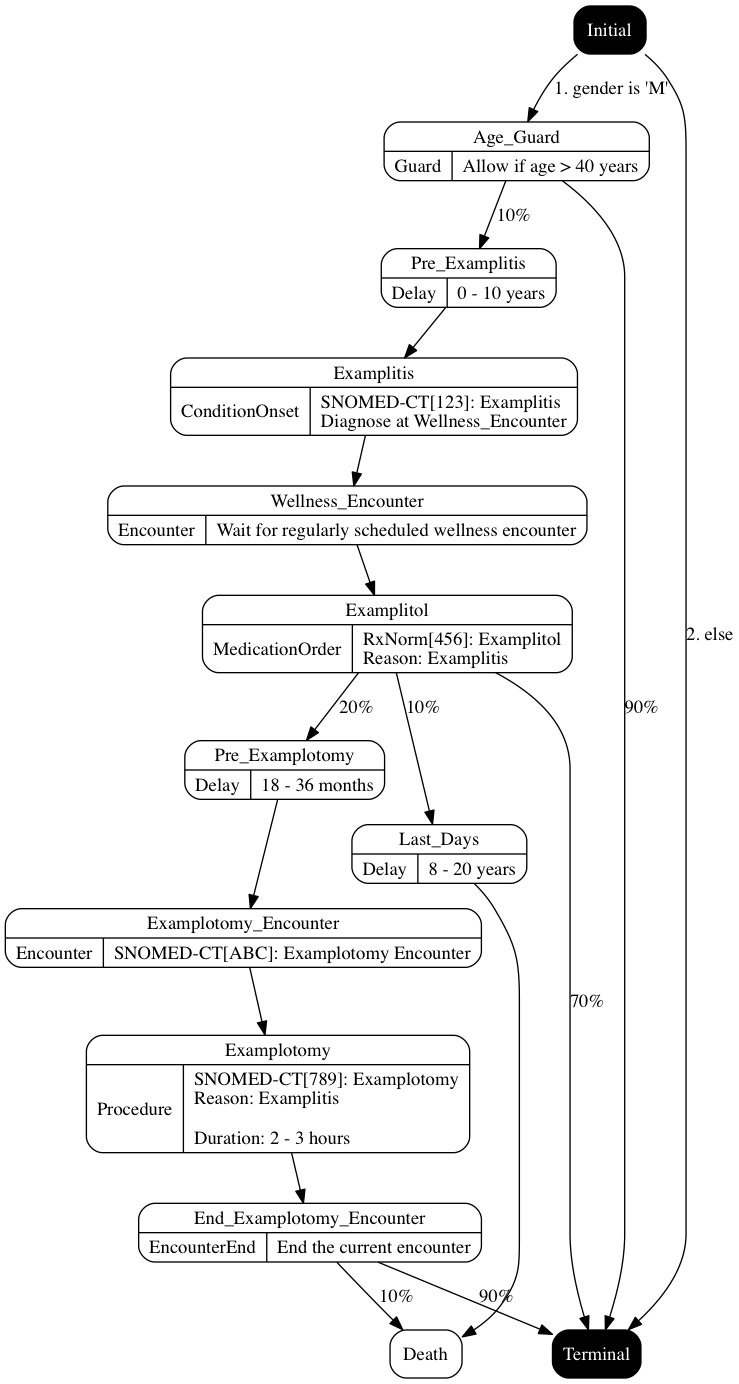 Initial
1. gender is 'M'
Age_Guard
Guard
Allow if age > 40 years
10%
Pre_Examplitis
Delay
0 - 10 years
Examplitis
ConditionOnset
SNOMED-CT[123]: Examplitis
Diagnose at Wellness_Encounter
Wellness_Encounter
Encounter
Wait for regularly scheduled wellness encounter
Examplitol
MedicationOrder
RxNorm[456]: Examplitol
Reason: Examplitis
2. else
20%
10%
90%
Pre_Examplotomy
Delay
18 - 36 months
Last_Days
Delay
8 - 20 years
Examplotomy_Encounter
Encounter
SNOMED-CT[ABC]: Examplotomy Encounter
70%
Examplotomy
Procedure
SNOMED-CT[789]: Examplotomy
Reason: Examplitis
Duration: 2 - 3 hours
End_Examplotomy_Encounter
EncounterEnd
End the current encounter
10%
90%
Death
Terminal